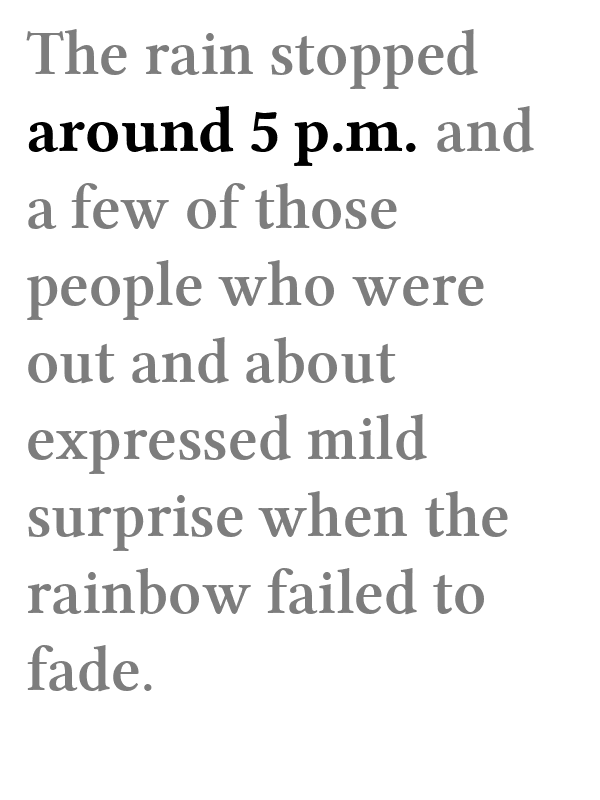 The rain stopped
around 5 p.m. and
a few of those
people who were
out and about
expressed mild
surprise when the
rainbow failed to
fade.